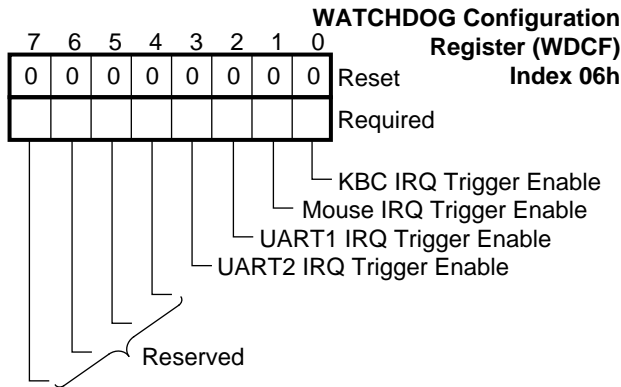 WATCHDOG Configuration
Register (WDCF)
Index 06h
7 6 5 4 3 2 1 0
0 0 0 0 0 0 0 0 Reset
Required
KBC IRQ Trigger Enable
Mouse IRQ Trigger Enable
UART1 IRQ Trigger Enable
UART2 IRQ Trigger Enable
Reserved